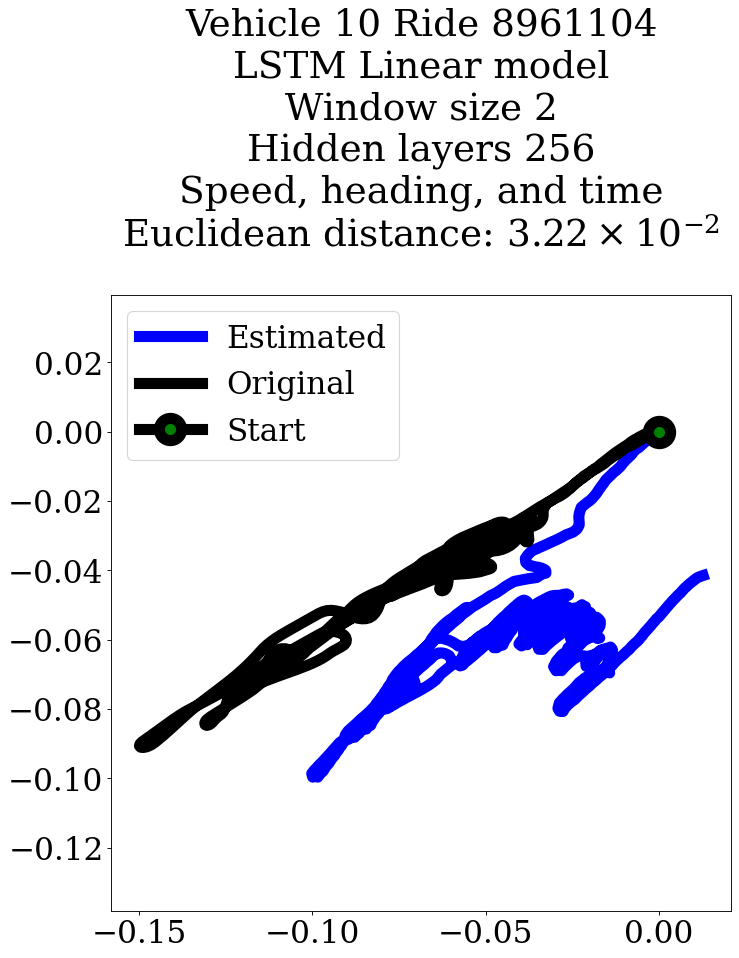 Vehicle 10 Ride 8961104
LSTM Linear model
Window size 2
Hidden layers 256
Speed, heading, and time
Euclidean distance: 3.22 × 10⁻²
Estimated
Original
Start
0.02
0.00
−0.02
−0.04
−0.06
−0.08
−0.10
−0.12
−0.15 −0.10 −0.05 0.00